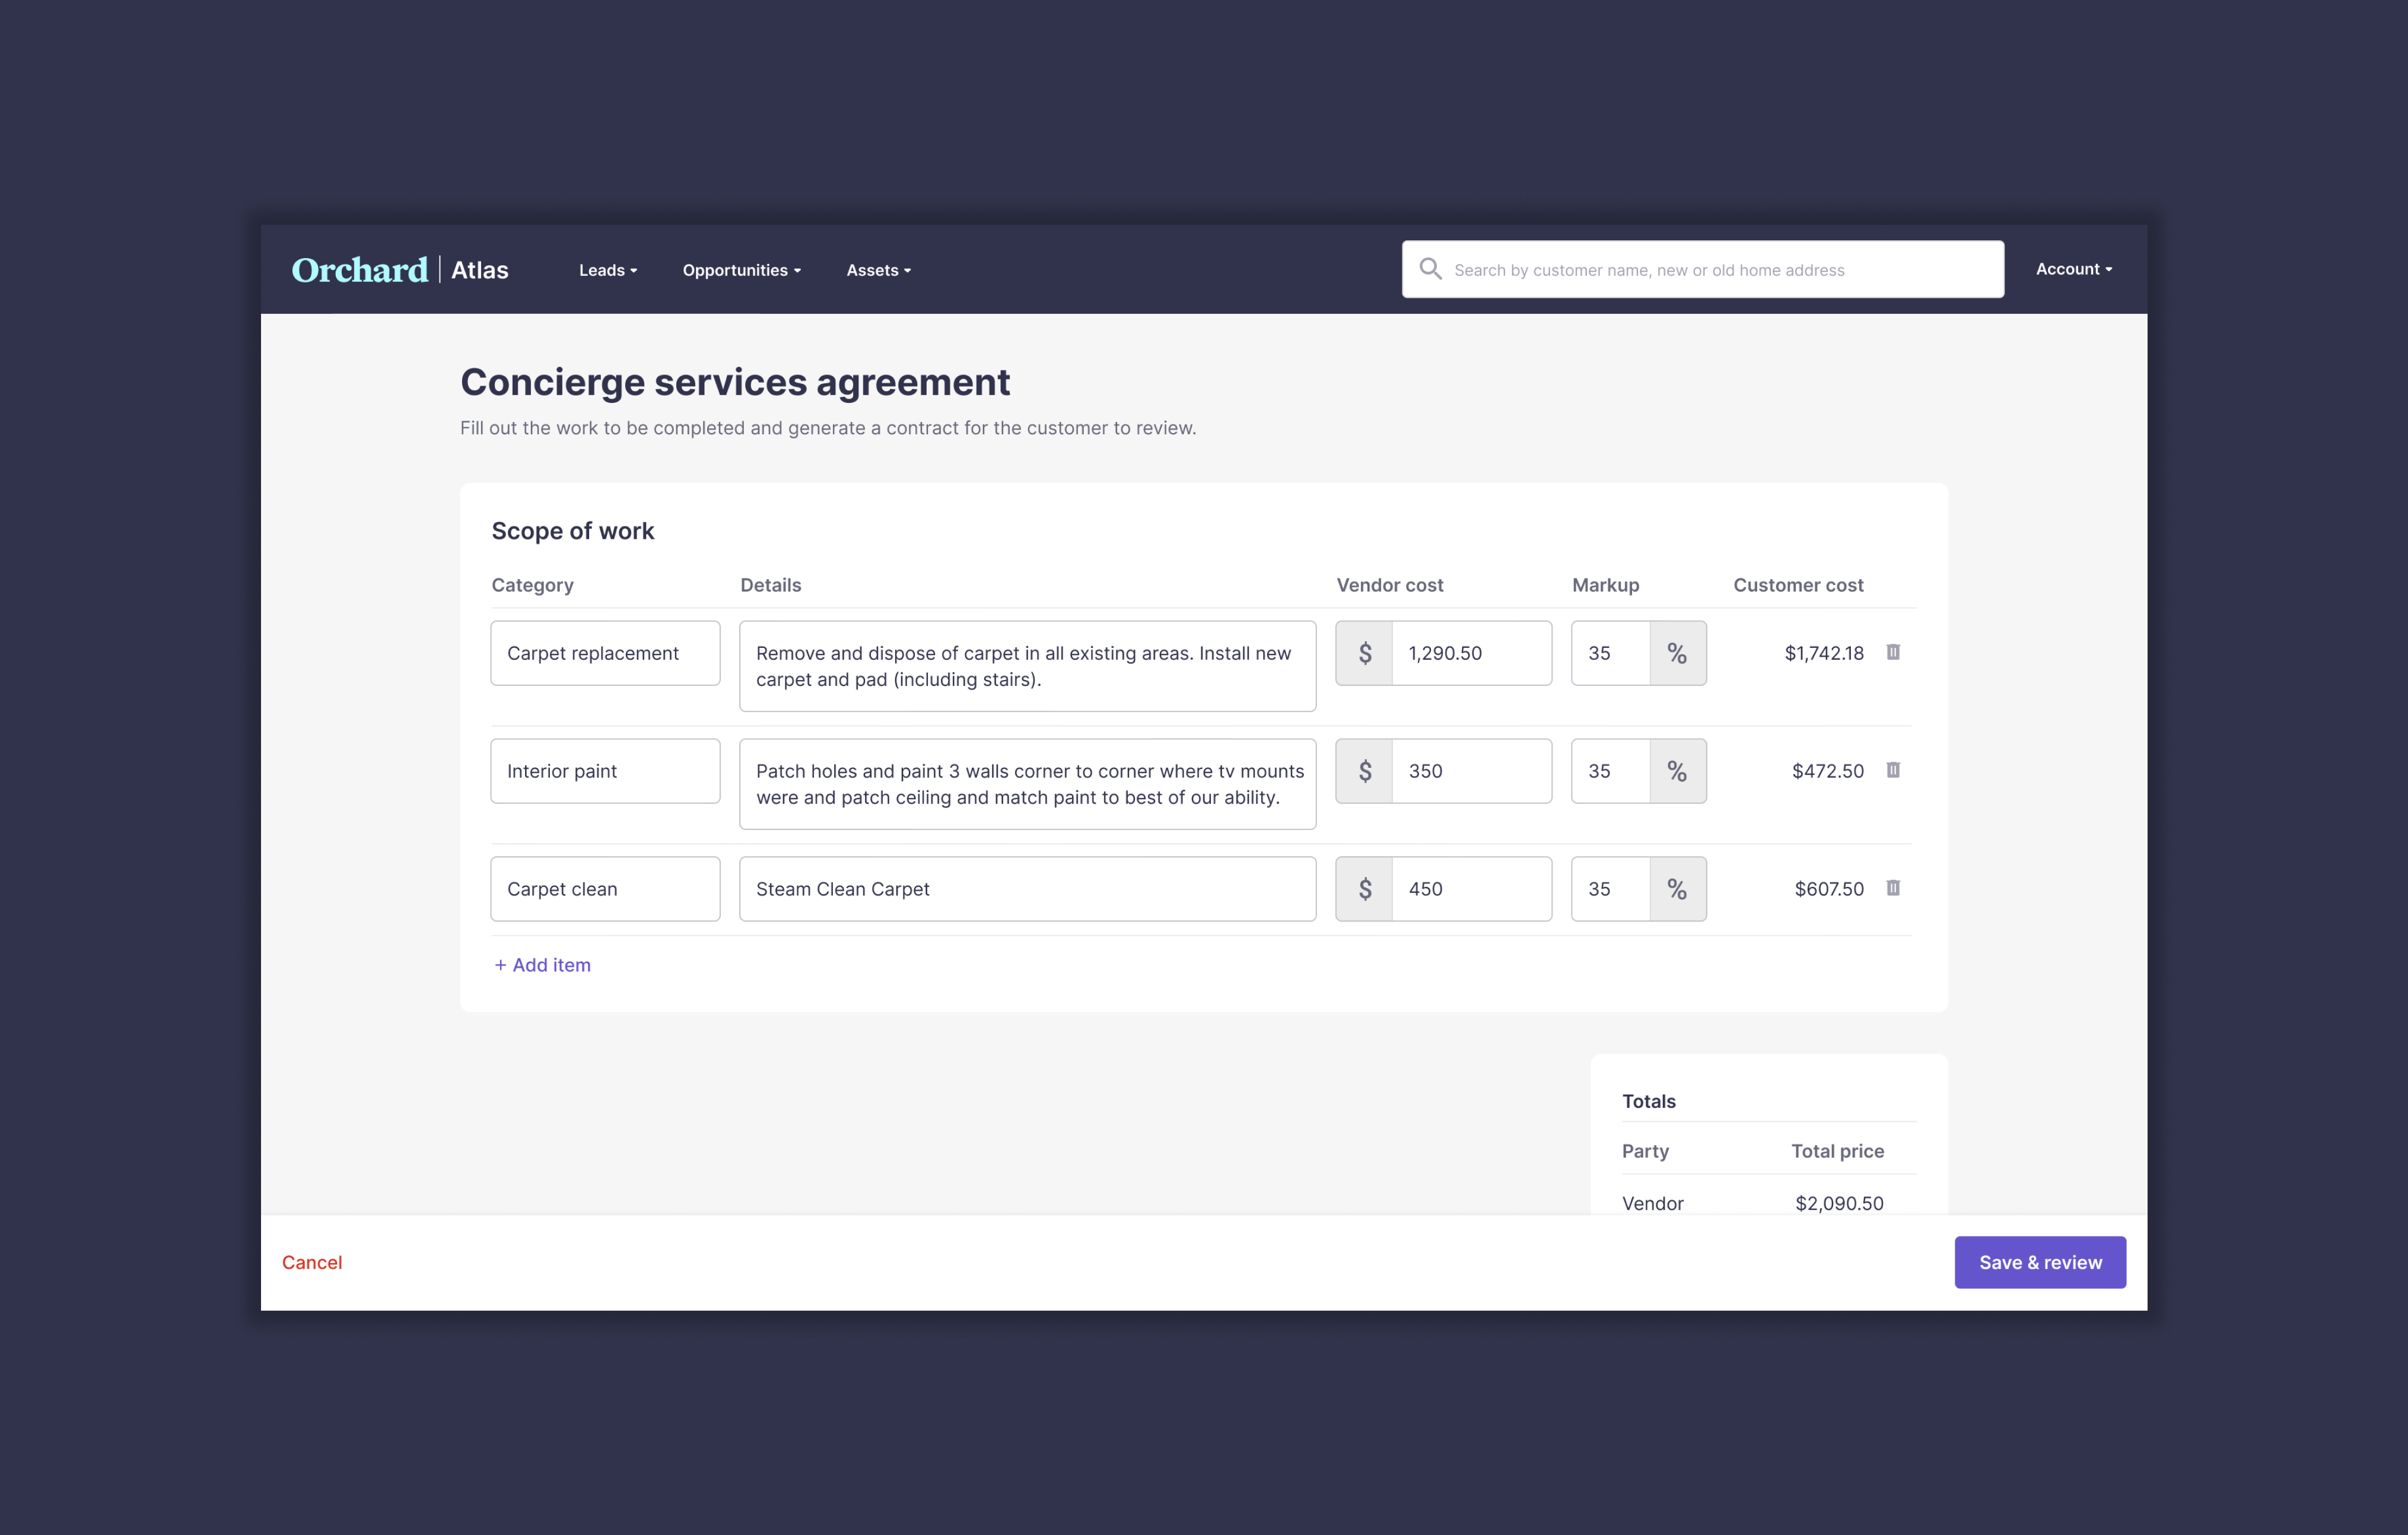 Orchard | Atlas Leads Opportunities Assets Search by customer name, new or old home address Account
Concierge services agreement
Fill out the work to be completed and generate a contract for the customer to review.
Scope of work
Category Details Vendor cost Markup Customer cost
Carpet replacement Remove and dispose of carpet in all existing areas. Install new $ 1,290.50 35 % $1,742.18
carpet and pad (including stairs).
Interior paint Patch holes and paint 3 walls corner to corner where tv mounts $ 350 35 % $472.50
were and patch ceiling and match paint to best of our ability.
Carpet clean Steam Clean Carpet $ 450 35 % $607.50
+ Add item
Totals
Party Total price
Vendor $2,090.50
Cancel Save & review